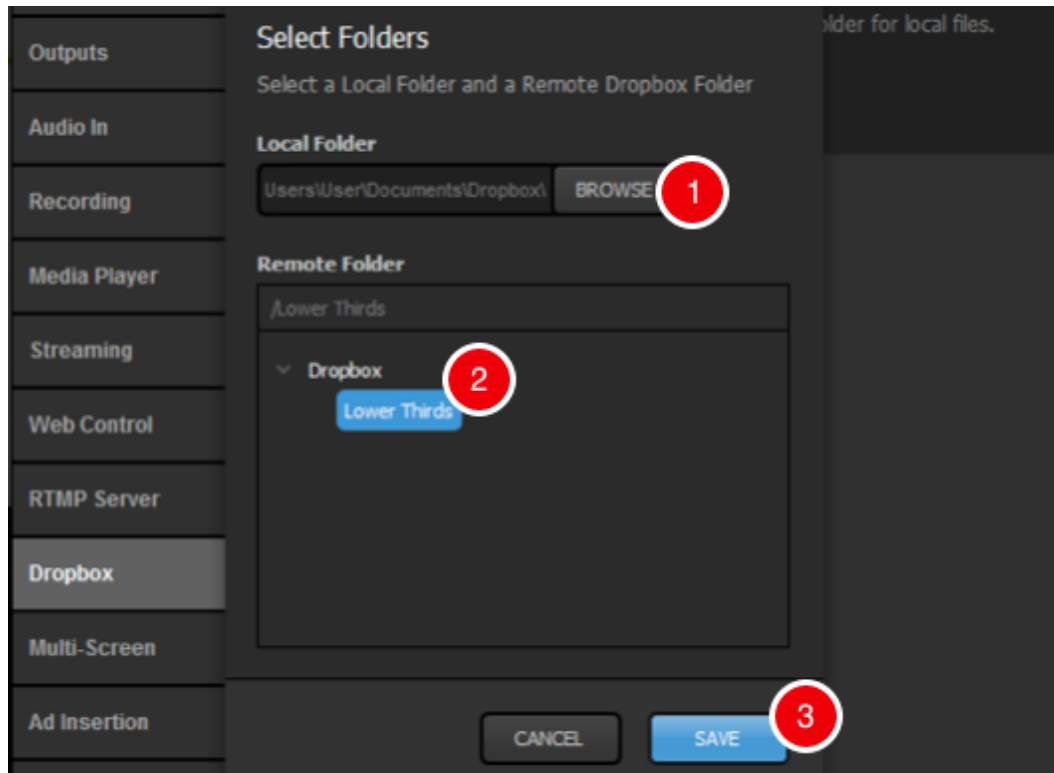 Outputs
Audio In
Recording
Media Player
Streaming
Web Control
RTMP Server
Dropbox
Multi-Screen
Ad Insertion
Select Folders
Select a Local Folder and a Remote Dropbox Folder
Local Folder
Users\User\Documents\Dropbox\
BROWSE
1
Remote Folder
/Lower Thirds
Dropbox
2
Lower Thirds
CANCEL
SAVE
3
for local files.